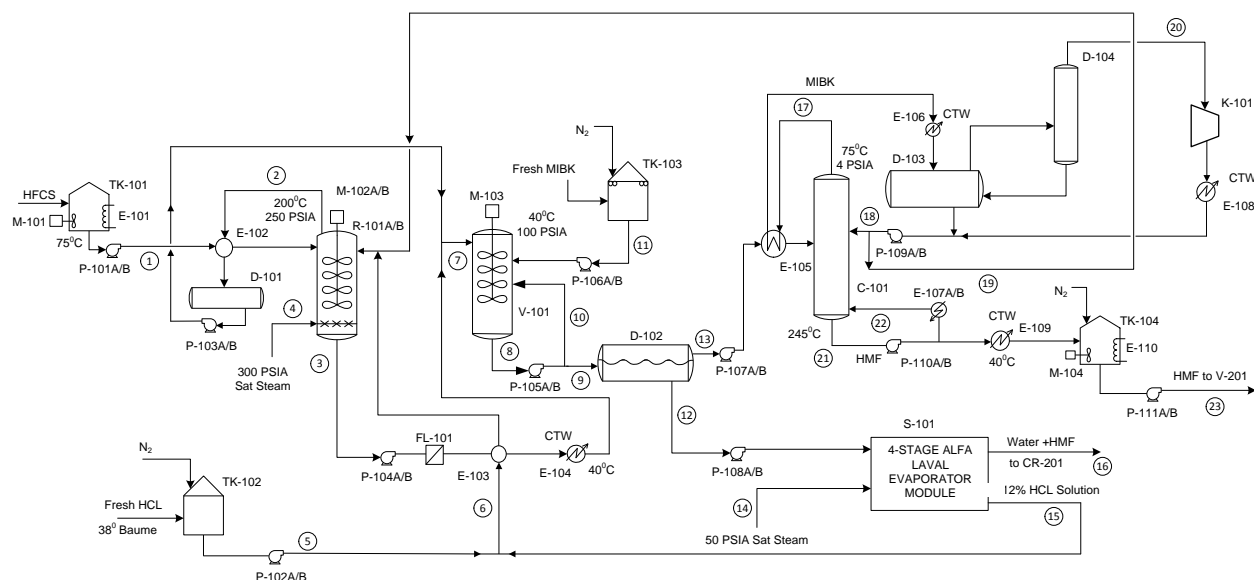 20
D-104
MIBK
17
E-106
CTW
K-101
N₂
TK-103
75⁰C
4 PSIA
D-103
CTW
E-108
HFCS
TK-101
2
M-102A/B
Fresh MIBK
M-101
E-101
200⁰C
250 PSIA
M-103
40⁰C
100 PSIA
R-101A/B
18
75⁰C
E-102
7
11
P-109A/B
P-101A/B
1
P-106A/B
E-105
19
D-101
C-101
E-107A/B
N₂
4
10
V-101
22
CTW
TK-104
P-103A/B
245⁰C
E-109
D-102
13
3
8
21
HMF
P-110A/B
40⁰C
E-110
300 PSIA
Sat Steam
P-105A/B
9
P-107A/B
M-104
HMF to V-201
12
P-111A/B
23
S-101
N₂
FL-101
CTW
4-STAGE ALFA
LAVAL
EVAPORATOR
MODULE
Water +HMF
to CR-201
16
TK-102
P-104A/B
E-103
E-104
40⁰C
P-108A/B
12% HCL Solution
Fresh HCL
38⁰ Baume
6
14
15
5
50 PSIA Sat Steam
P-102A/B